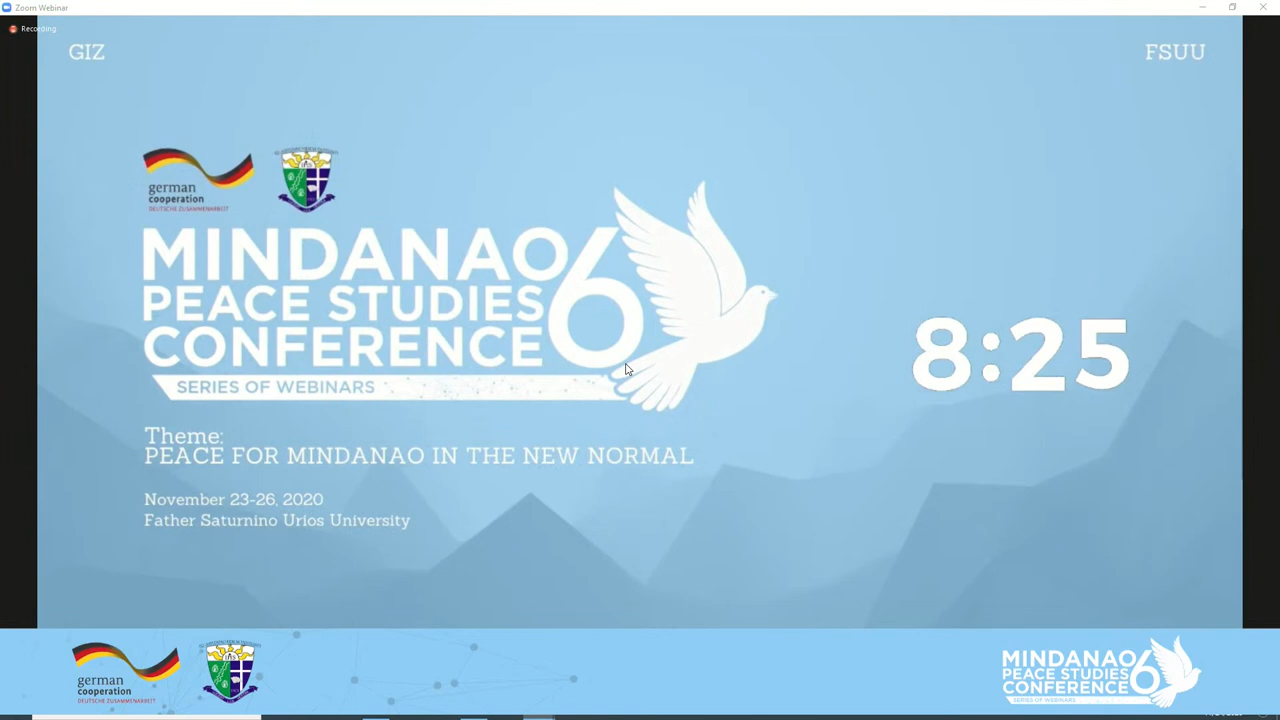 Zoom Webinar
Recording
GIZ
FSUU
german
cooperation
DEUTSCHE ZUSAMMENARBEIT
MINDANAO 6
PEACE STUDIES
CONFERENCE
SERIES OF WEBINARS
8:25
Theme:
PEACE FOR MINDANAO IN THE NEW NORMAL
November 23-26, 2020
Father Saturnino Urios University
german
cooperation
DEUTSCHE ZUSAMMENARBEIT
MINDANAO 6
PEACE STUDIES
CONFERENCE
SERIES OF WEBINARS